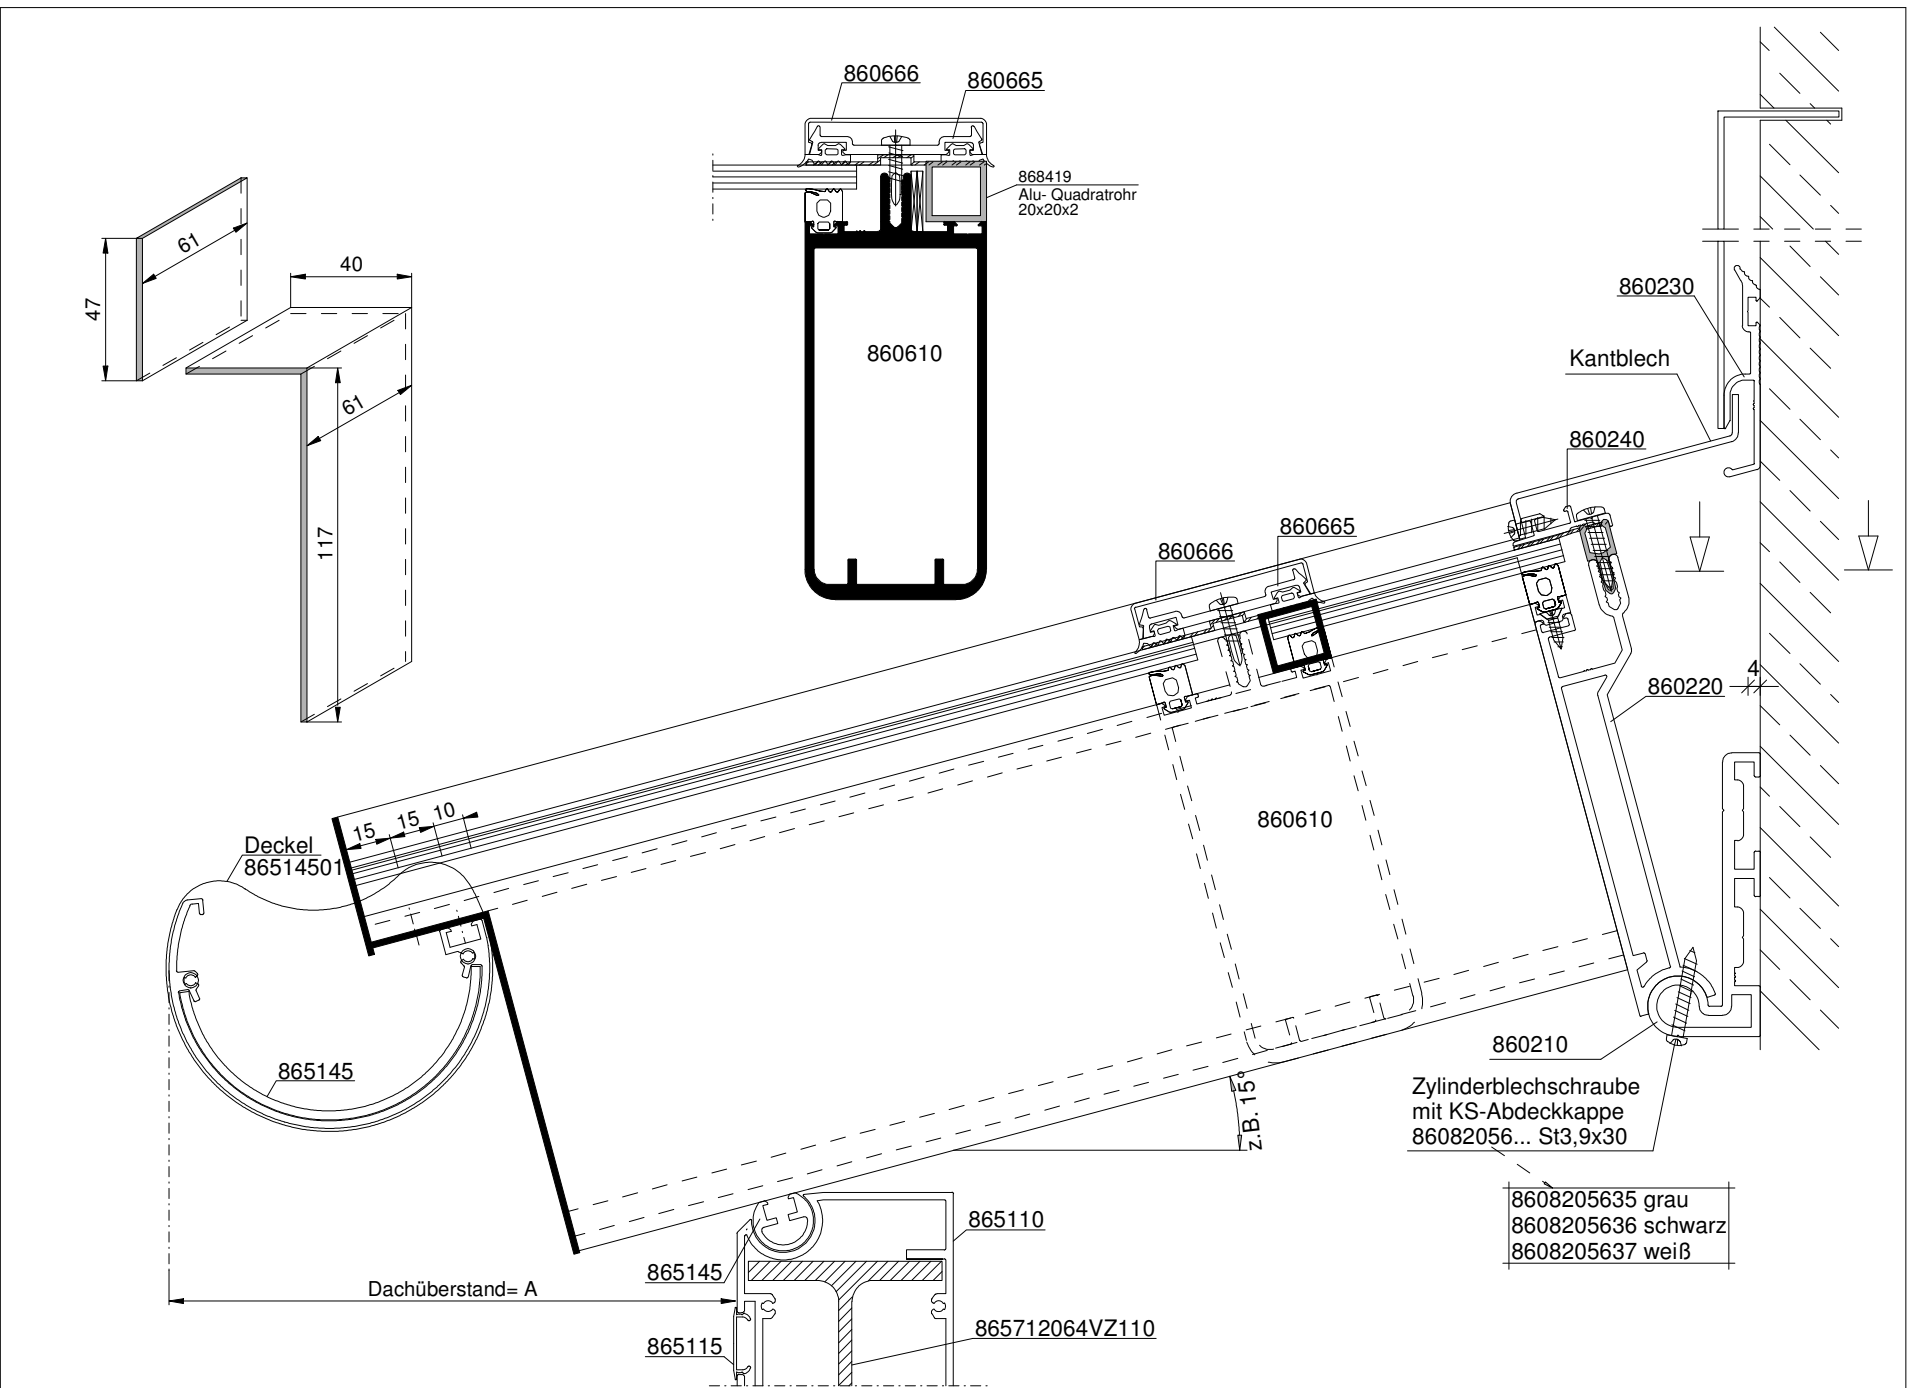 860666
860665
868419
Alu- Quadratrohr
20x20x2
61
40
47
860230
860610
Kantblech
61
860240
117
860665
860666
4
860220
15
15
10
860610
Deckel
86514501
865145
860210
z.B. 15°
Zylinderblechschraube
mit KS-Abdeckkappe
86082056... St3,9x30
8608205635 grau
8608205636 schwarz
8608205637 weiß
865110
865145
Dachüberstand= A
865712064VZ110
865115